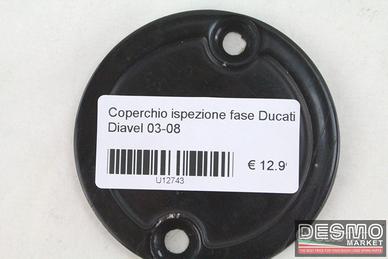 Coperchio ispezione fase Ducati
Diavel 03-08
€ 12.9
U12743
DESMO
MARKET